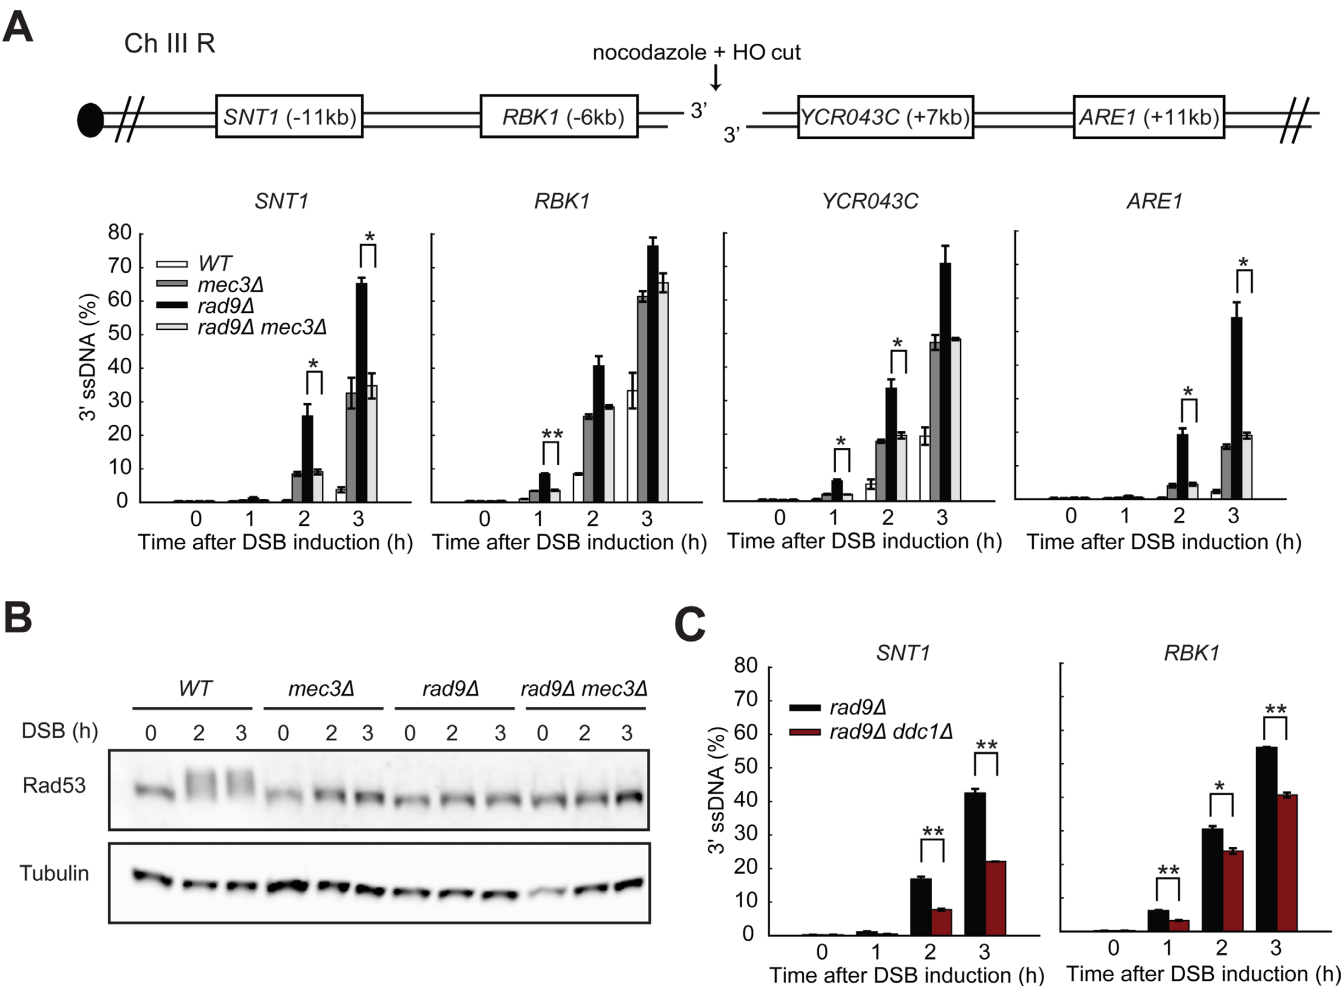 A
Ch III R
nocodazole + HO cut
SNT1 (-11kb)
RBK1 (-6kb)
3’
3’
YCR043C (+7kb)
ARE1 (+11kb)
SNT1
RBK1
YCR043C
ARE1
3' ssDNA (%)
80
70
60
50
40
30
20
10
0
WT
mec3Δ
rad9Δ
rad9Δ mec3Δ
*
*
**
*
*
*
*
0 1 2 3
0 1 2 3
0 1 2 3
0 1 2 3
Time after DSB induction (h)
Time after DSB induction (h)
Time after DSB induction (h)
Time after DSB induction (h)
B
WT
mec3Δ
rad9Δ
rad9Δ mec3Δ
DSB (h)
0 2 3 0 2 3 0 2 3 0 2 3
Rad53
Tubulin
C
SNT1
RBK1
3' ssDNA (%)
80
70
60
50
40
30
20
10
0
rad9Δ
rad9Δ ddc1Δ
**
**
**
*
**
0 1 2 3
0 1 2 3
Time after DSB induction (h)
Time after DSB induction (h)